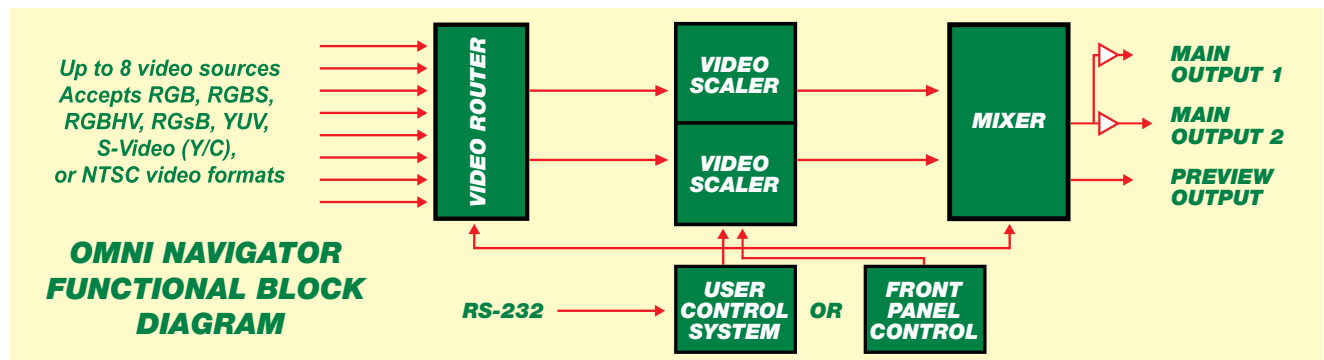 Up to 8 video sources
Accepts RGB, RGBS,
RGBHV, RGsB, YUV,
S-Video (Y/C),
or NTSC video formats
VIDEO ROUTER
VIDEO
SCALER
VIDEO
SCALER
MIXER
MAIN
OUTPUT 1
MAIN
OUTPUT 2
PREVIEW
OUTPUT
OMNI NAVIGATOR
FUNCTIONAL BLOCK
DIAGRAM
RS-232
USER
CONTROL
SYSTEM
OR
FRONT
PANEL
CONTROL